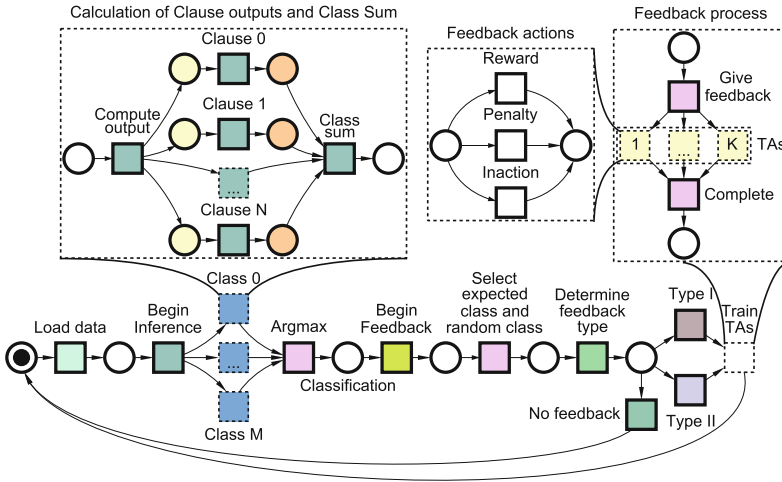 Calculation of Clause outputs and Class Sum
Clause 0
Compute
output
Clause 1
Class
sum
...
Clause N
Feedback actions
Reward
Penalty
Inaction
Feedback process
Give
feedback
1
K
TAs
Complete
Load data
Begin
Inference
Class 0
...
Class M
Argmax
Classification
Begin
Feedback
Select
expected
class and
random class
Determine
feedback
type
No feedback
Type I
Type II
Train
TAs